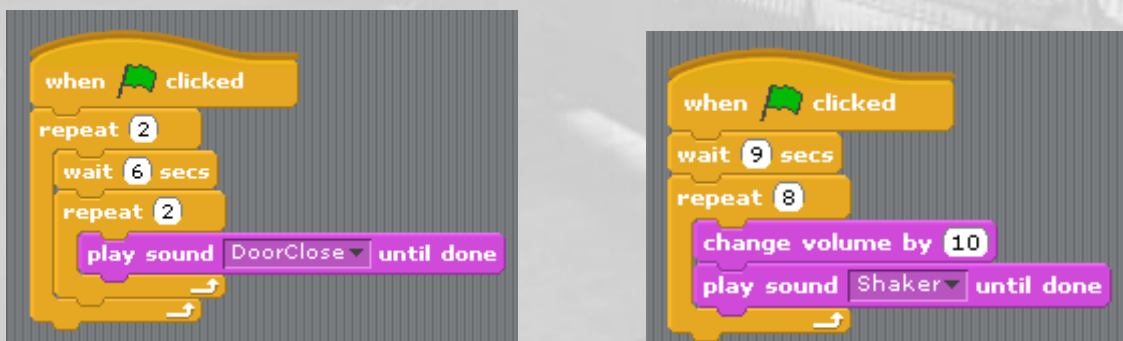 when clicked
repeat 2
wait 6 secs
repeat 2
play sound DoorClose until done
when clicked
wait 9 secs
repeat 8
change volume by 10
play sound Shaker until done